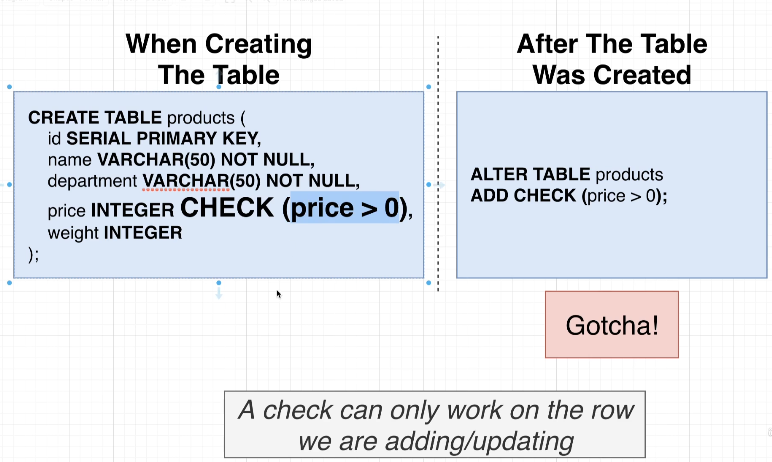 When Creating
The Table
CREATE TABLE products (
id SERIAL PRIMARY KEY,
name VARCHAR(50) NOT NULL,
department VARCHAR(50) NOT NULL,
price INTEGER CHECK (price > 0),
weight INTEGER
);
After The Table
Was Created
ALTER TABLE products
ADD CHECK (price > 0);
Gotcha!
A check can only work on the row
we are adding/updating